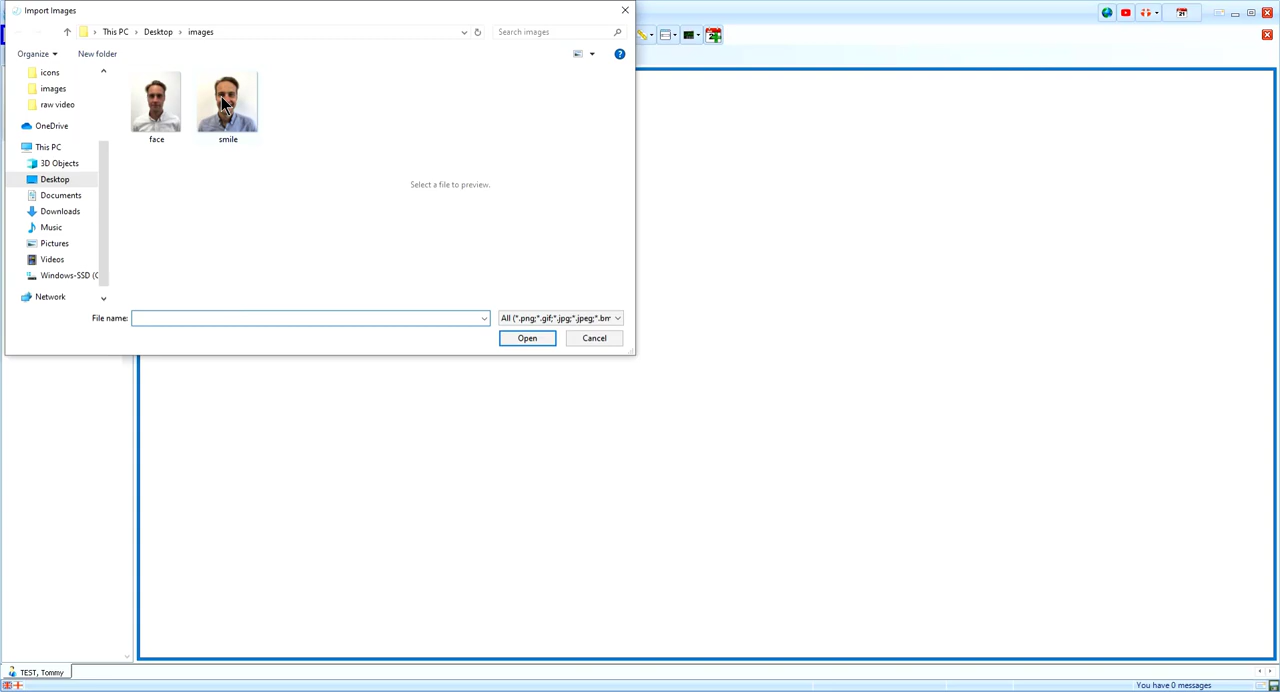 Import Images
This PC
Desktop
images
Search images
Organize
New folder
icons
images
raw video
OneDrive
This PC
3D Objects
Desktop
Documents
Downloads
Music
Pictures
Videos
Windows-SSD (C
Network
face
smile
Select a file to preview.
File name:
All (*.png;*.gif;*.jpg;*.jpeg;*.bm
Open
Cancel
21
TEST, Tommy
You have 0 messages